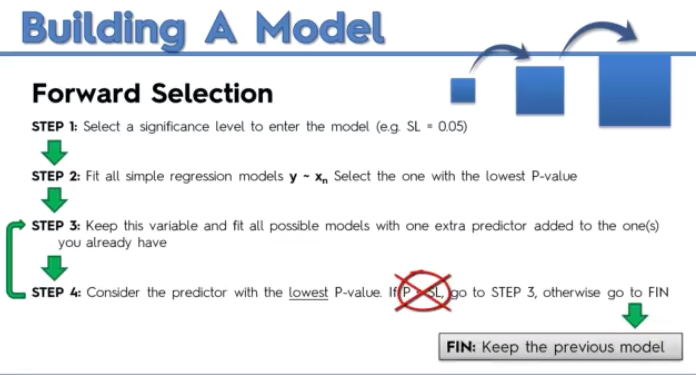 Building A Model
Forward Selection
STEP 1: Select a significance level to enter the model (e.g. SL = 0.05)
STEP 2: Fit all simple regression models y ~ xn Select the one with the lowest P-value
STEP 3: Keep this variable and fit all possible models with one extra predictor added to the one(s)
you already have
STEP 4: Consider the predictor with the lowest P-value. If P SL, go to STEP 3, otherwise go to FIN
FIN: Keep the previous model